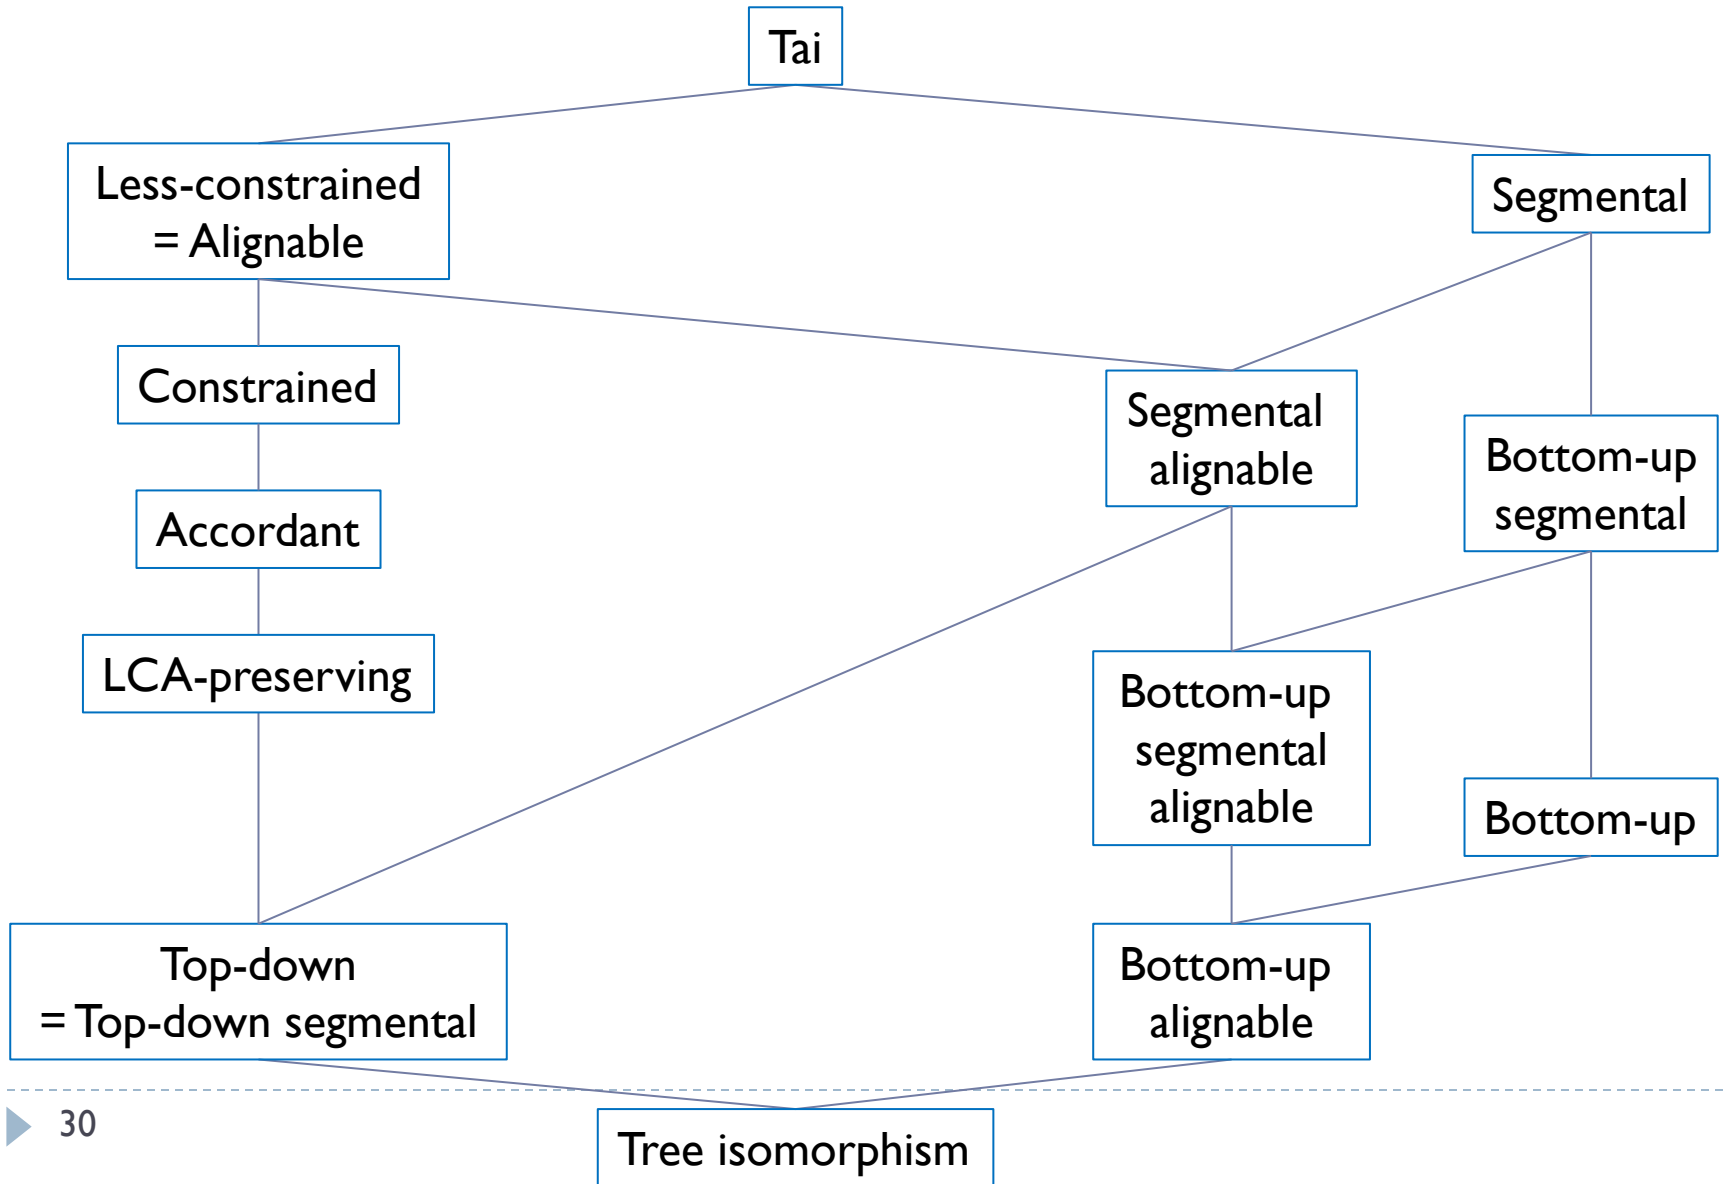 Tai
Less-constrained
= Alignable
Segmental
Constrained
Segmental
alignable
Bottom-up
segmental
Accordant
LCA-preserving
Bottom-up
segmental
alignable
Bottom-up
Top-down
= Top-down segmental
Bottom-up
alignable
30
Tree isomorphism